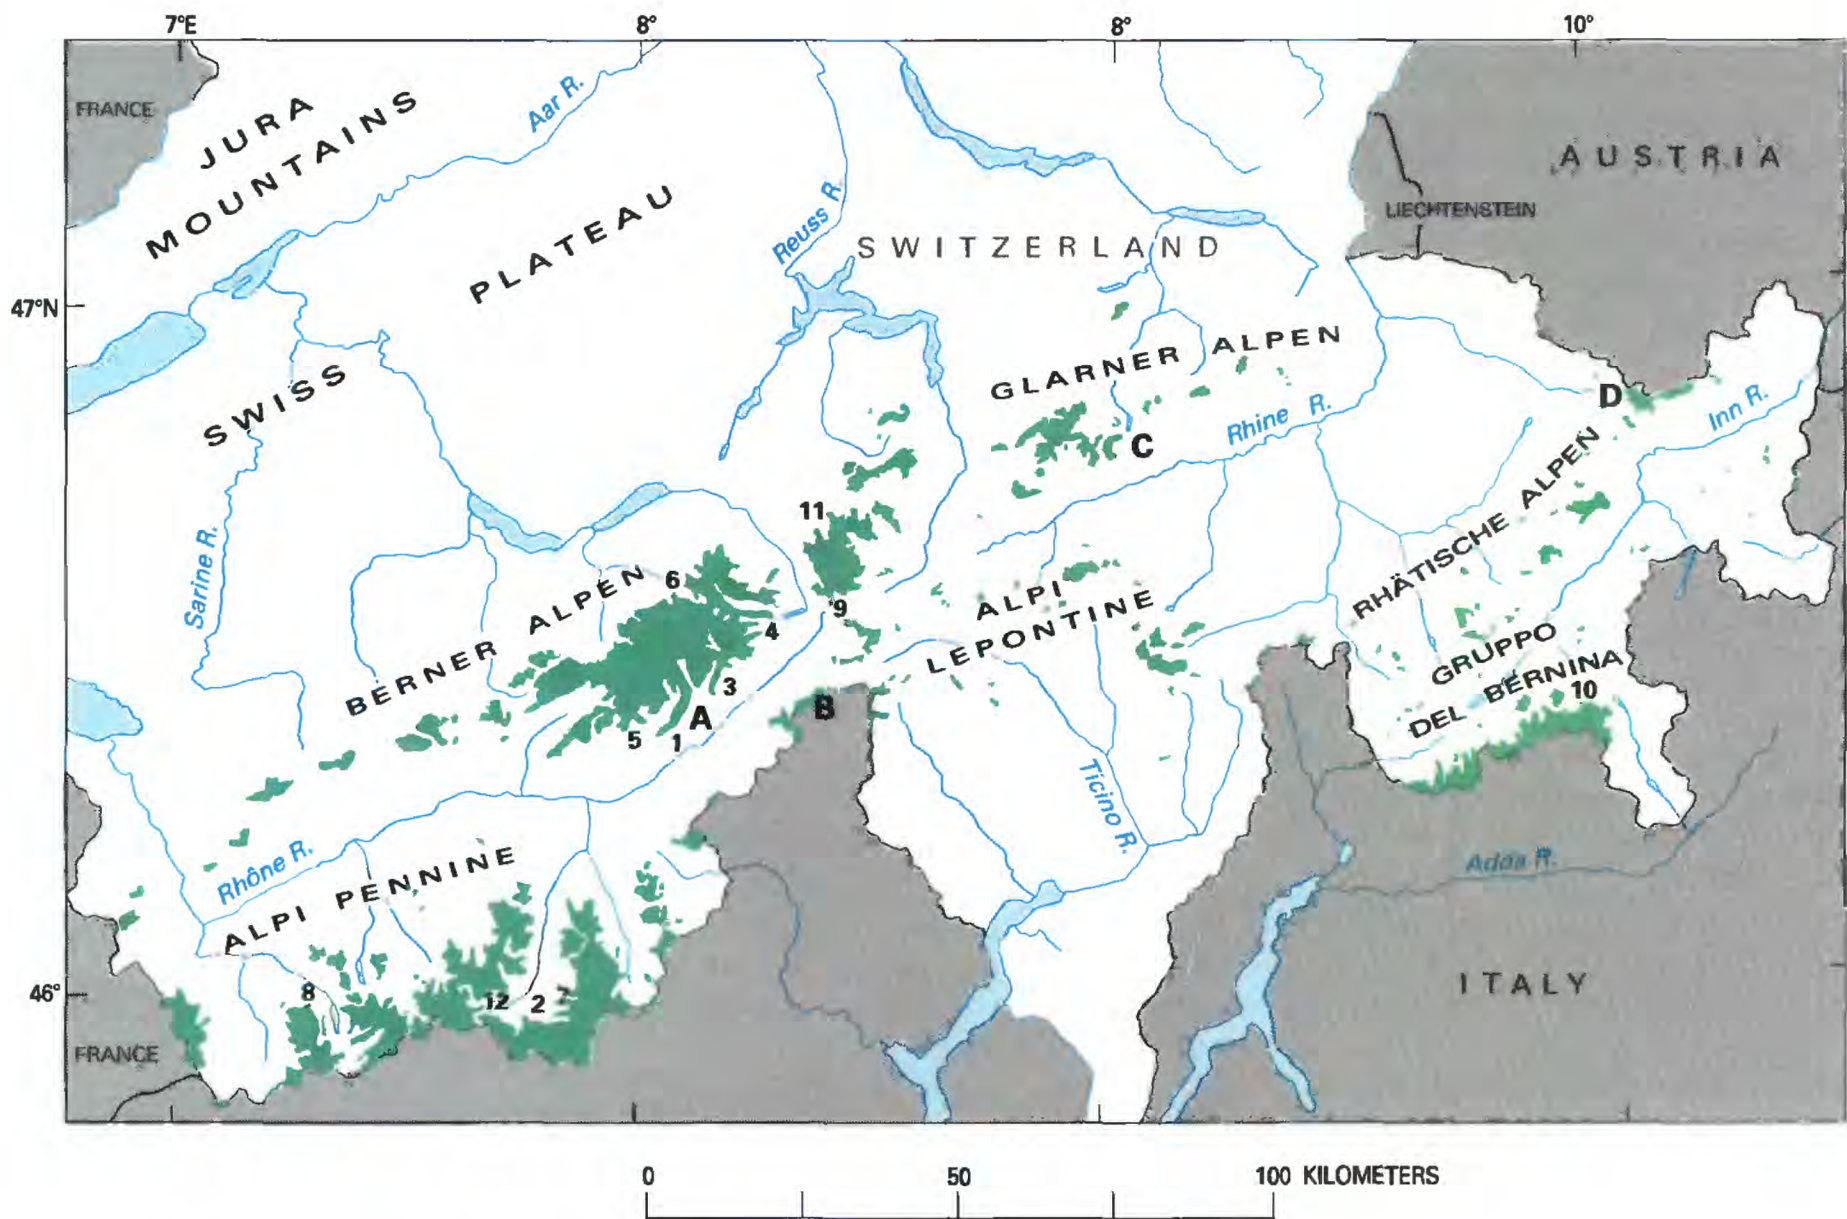 7°E 8° 8° 10°
FRANCE
JURA
MOUNTAINS
Aar R.
AUSTRIA
LIECHTENSTEIN
PLATEAU
Reuss R.
SWITZERLAND
47°N
SWISS
GLARNER ALPEN
D
Inn R.
Rhine R.
C
RHÄTISCHE ALPEN
11
Sarine R.
BERNER ALPEN
6
9
4
ALPI
LEPONTINE
3
A
B
5
1
GRUPPO
DEL BERNINA
10
Ticino R.
Rhône R.
ALPI PENNINE
Adda R.
46°
8
12
2
7
ITALY
FRANCE
0 50 100 KILOMETERS